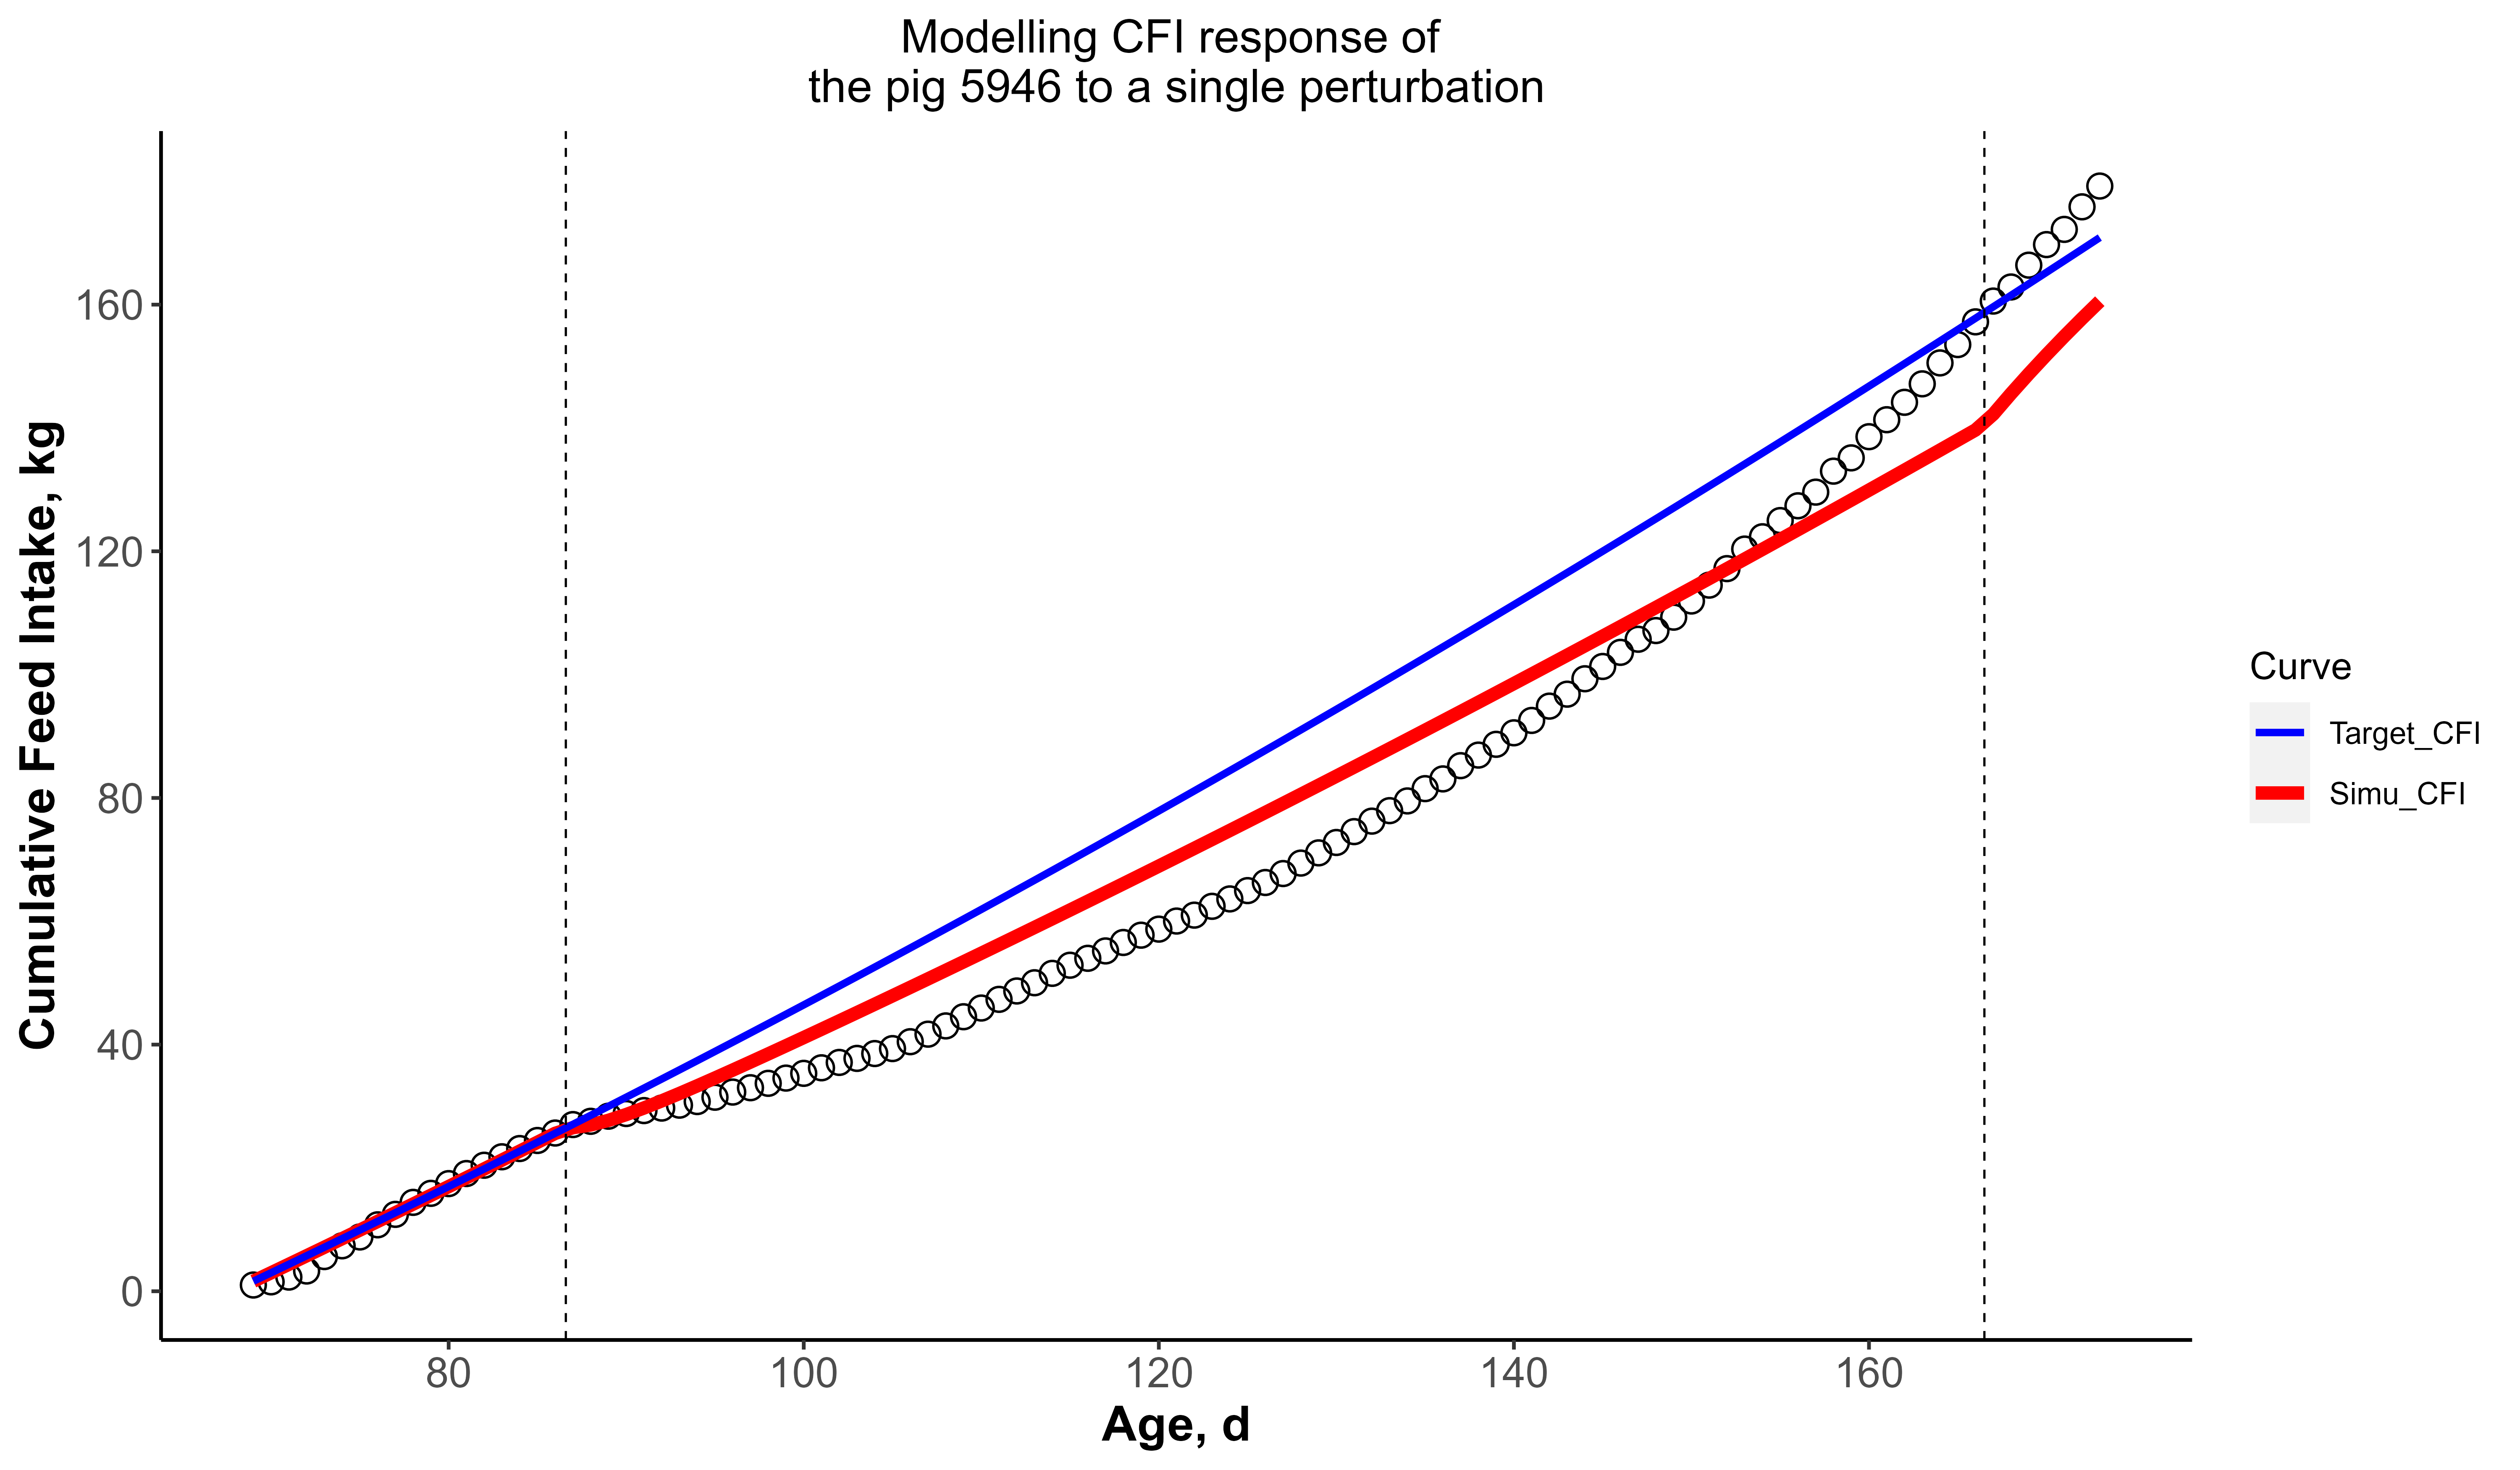 Modelling CFI response of
the pig 5946 to a single perturbation
Cumulative Feed Intake, kg
160
120
80
40
0
80
100
120
140
160
Age, d
Curve
Target_CFI
Simu_CFI